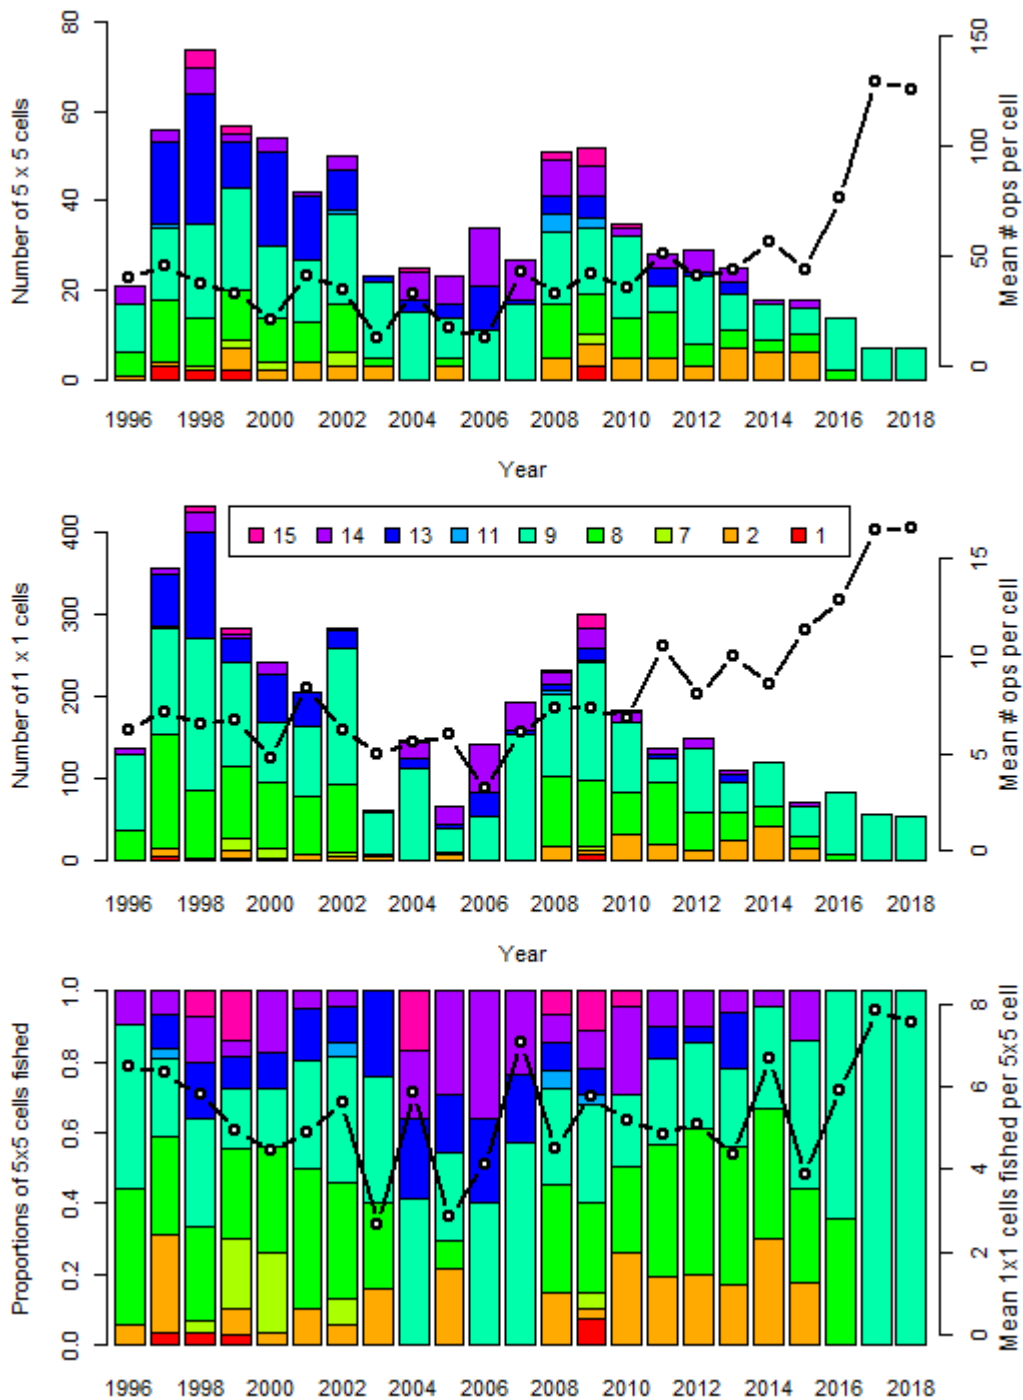 Number of 5 x 5 cells
80
60
40
20
0
150
100
50
0
Mean # ops per cell
1996 1998 2000 2002 2004 2006 2008 2010 2012 2014 2016 2018
Year
Number of 1 x 1 cells
400
300
200
100
0
15 14 13 11 9 8 7 2 1
15
10
5
0
Mean # ops per cell
1996 1998 2000 2002 2004 2006 2008 2010 2012 2014 2016 2018
Year
Proportions of 5x5 cells fished
1.0
0.8
0.6
0.4
0.2
0.0
8
6
4
2
0
Mean 1x1 cells fished per 5x5 cell
1996 1998 2000 2002 2004 2006 2008 2010 2012 2014 2016 2018